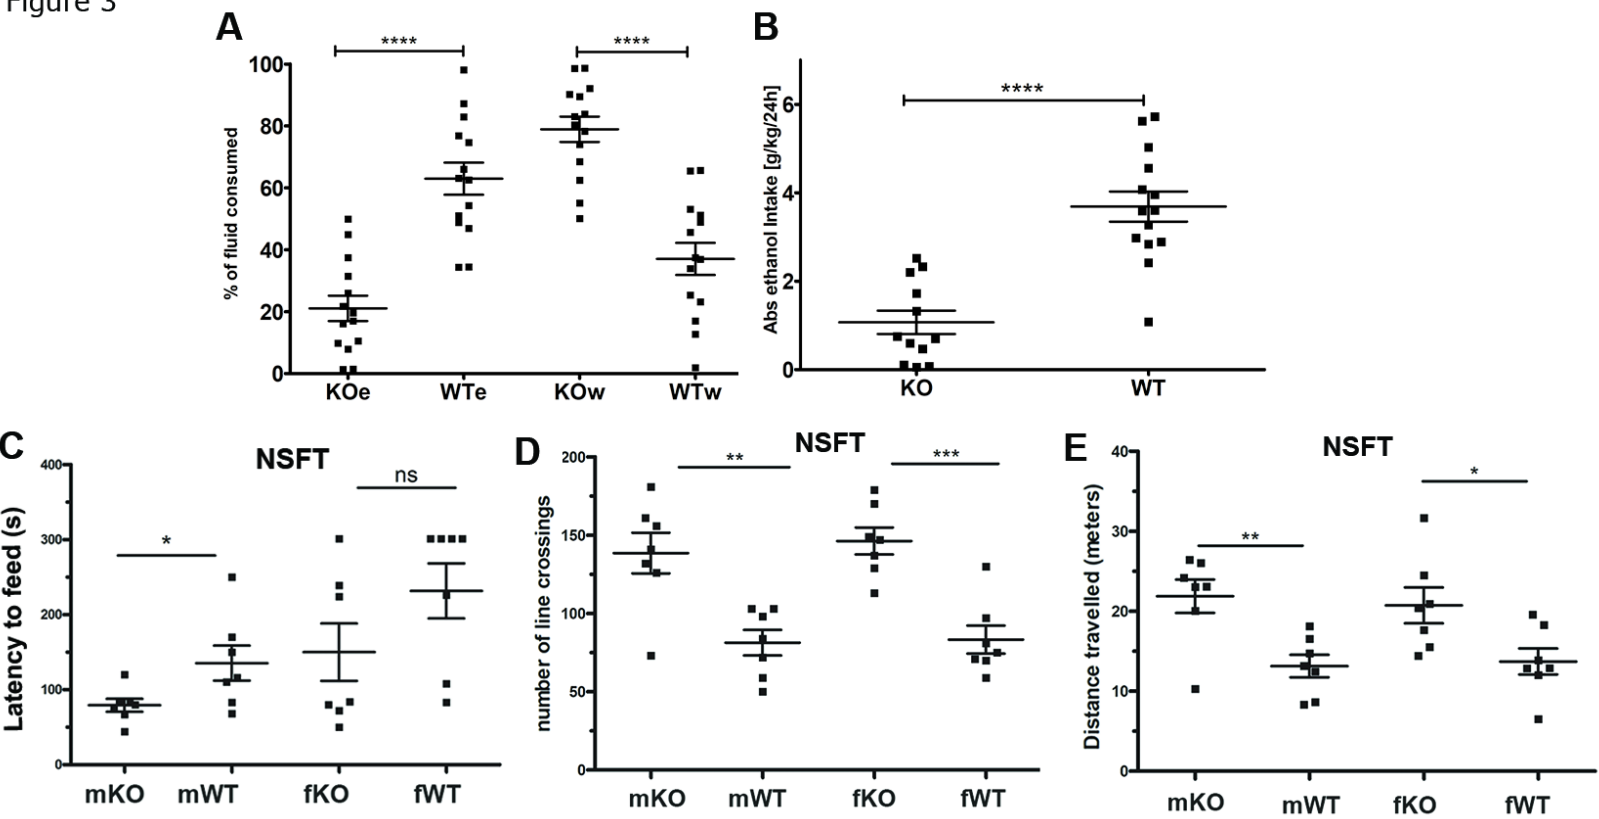 Figure 3
A
B
**** ****
% of fluid consumed
100
80
60
40
20
0
KOe WTe KOw WTw
****
Abs ethanol Intake [g/kg/24h]
6
4
2
0
KO WT
C
NSFT
Latency to feed (s)
400
300
200
100
0
* ns
mKO mWT fKO fWT
D
NSFT
number of line crossings
200
150
100
50
0
** ***
mKO mWT fKO fWT
E
NSFT
Distance travelled (meters)
40
30
20
10
0
** *
mKO mWT fKO fWT